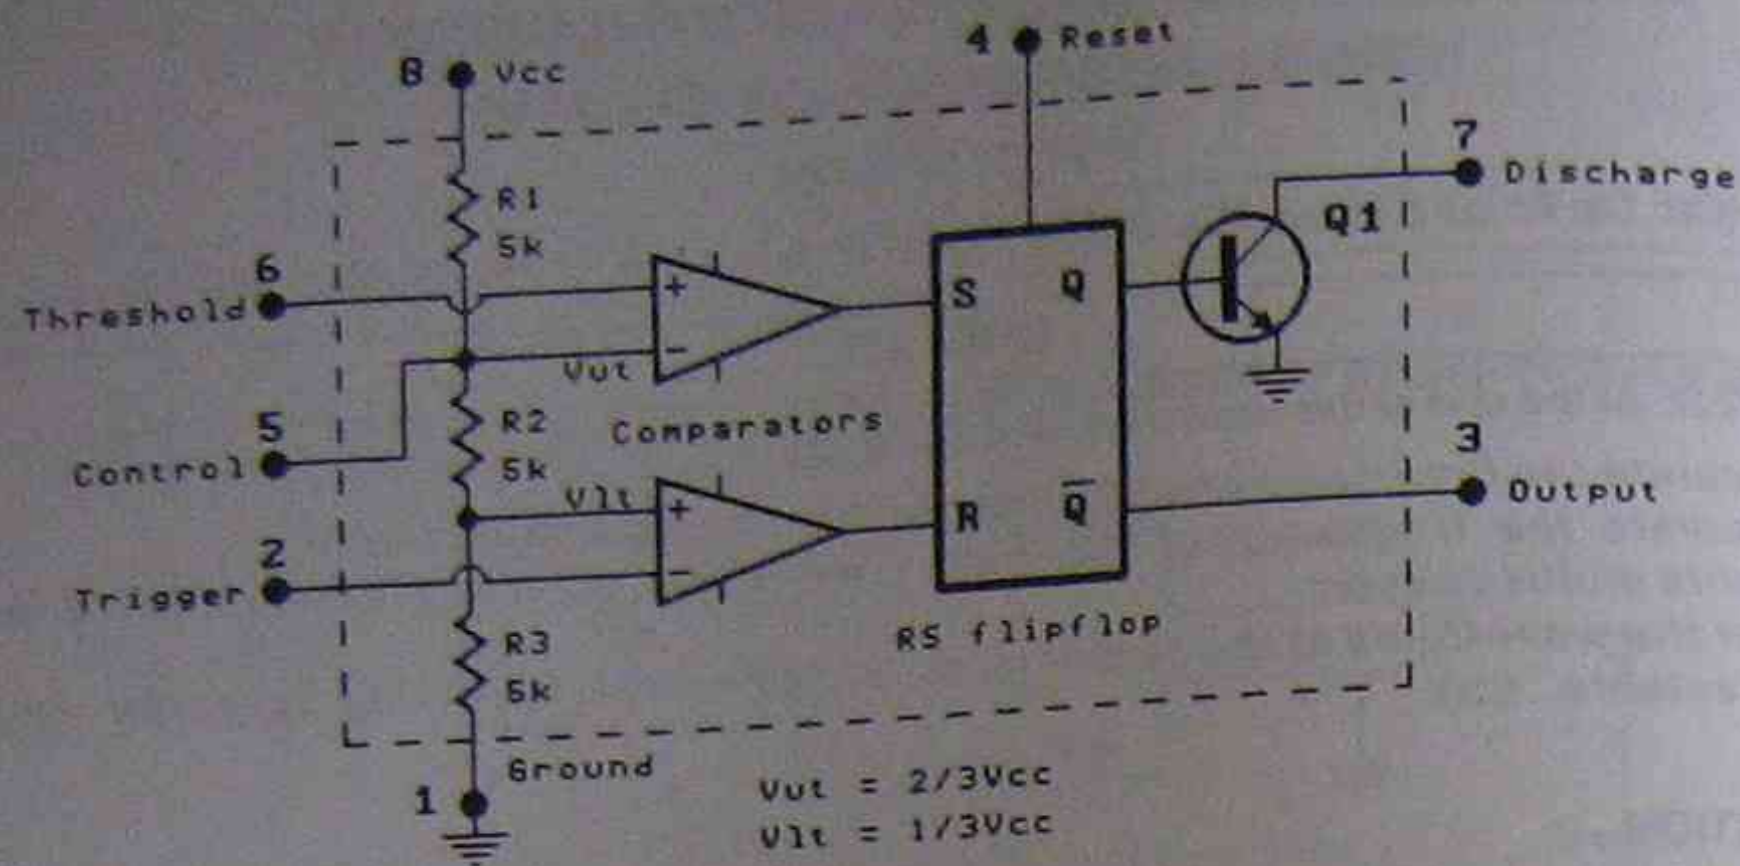 4 Reset
8 Vcc
7
Discharge
R1
5k
Q1
6
Threshold
+
S
Q
−
Vut
5
Control
R2
5k
Comparators
3
Output
Vlt
+
R
Q̅
2
Trigger
−
RS flipflop
R3
5k
Ground
1
Vut = 2/3Vcc
Vlt = 1/3Vcc